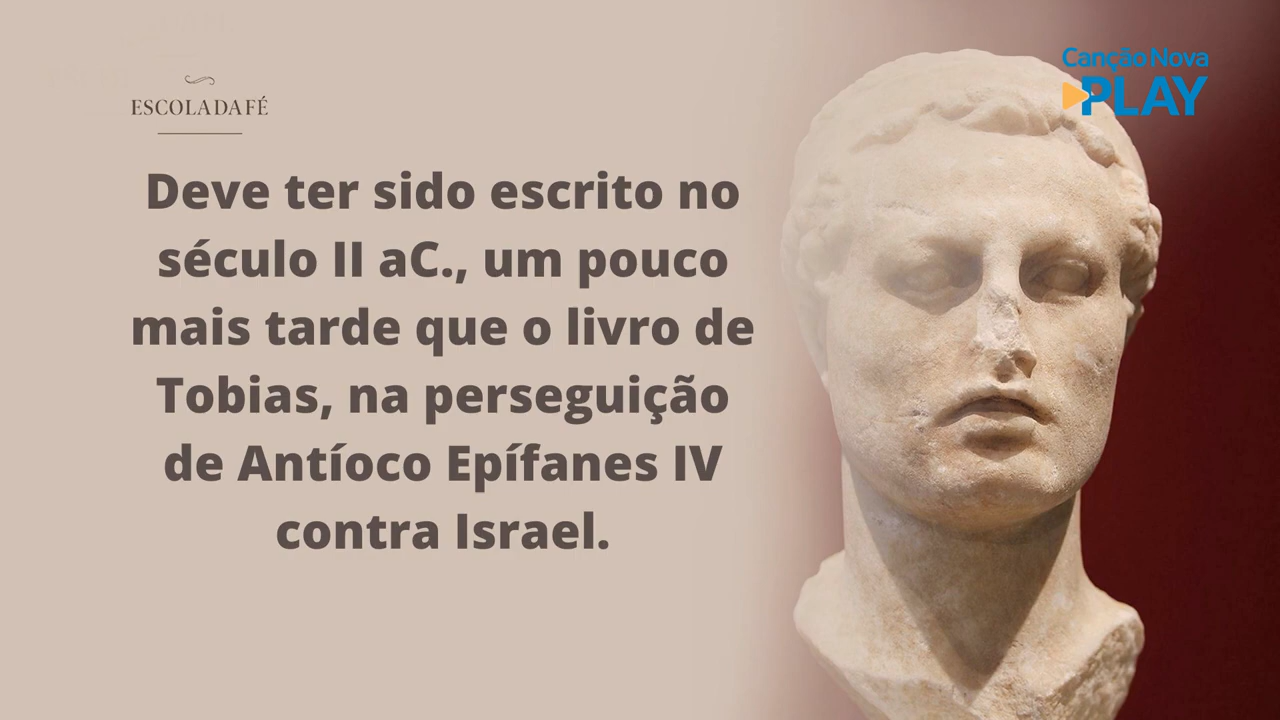 ESCOLADAFÉ
Canção Nova
PLAY
Deve ter sido escrito no
século II aC., um pouco
mais tarde que o livro de
Tobias, na perseguição
de Antíoco Epífanes IV
contra Israel.